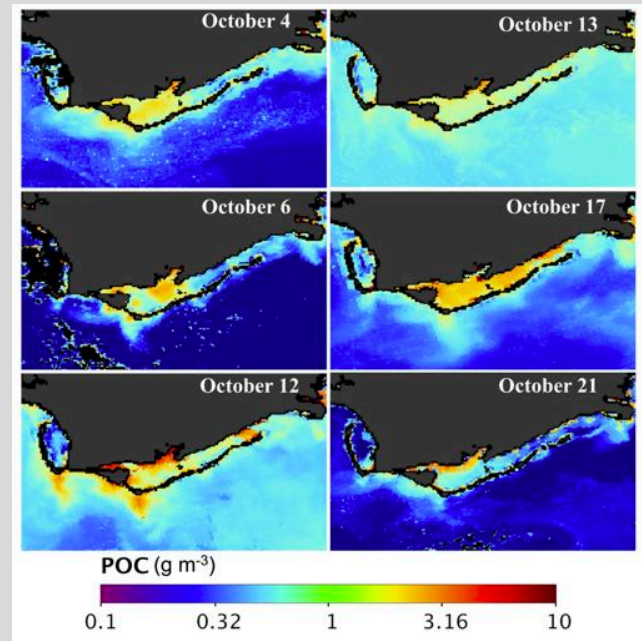 October 4
October 13
October 6
October 17
October 12
October 21
POC (g m⁻³)
0.1 0.32 1 3.16 10